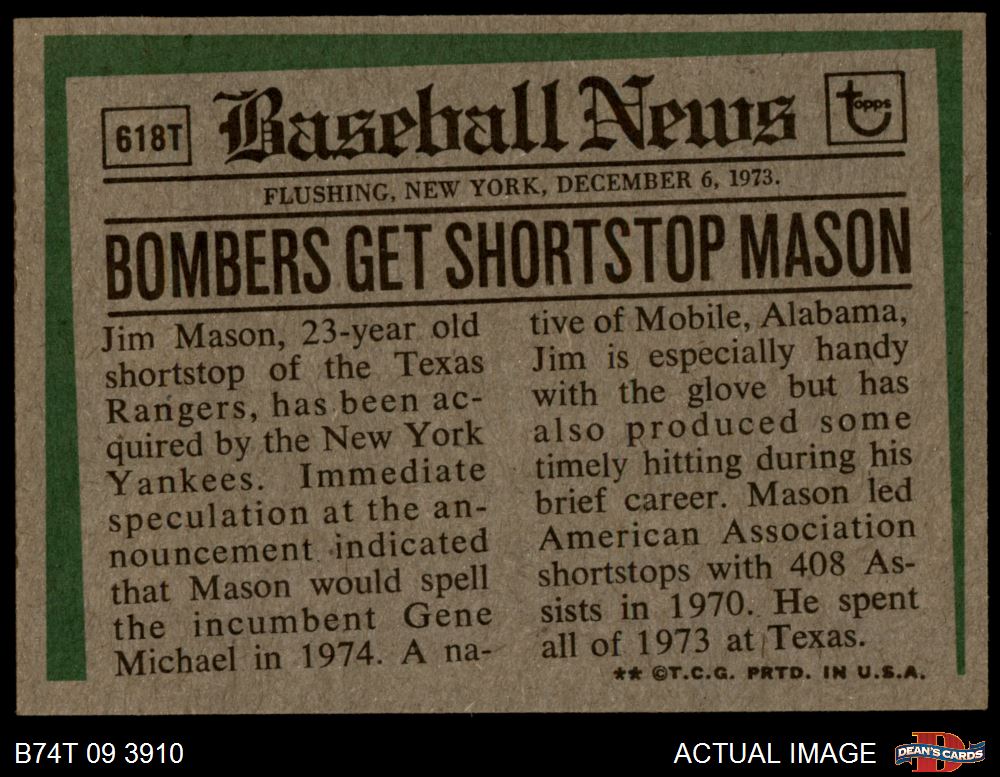 618T
Baseball News
topps
FLUSHING, NEW YORK, DECEMBER 6, 1973.
BOMBERS GET SHORTSTOP MASON
Jim Mason, 23-year old
shortstop of the Texas
Rangers, has been ac-
quired by the New York
Yankees. Immediate
speculation at the an-
nouncement indicated
that Mason would spell
the incumbent Gene
Michael in 1974. A na-
tive of Mobile, Alabama,
Jim is especially handy
with the glove but has
also produced some
timely hitting during his
brief career. Mason led
American Association
shortstops with 408 As-
sists in 1970. He spent
all of 1973 at Texas.
** ©T.C.G. PRTD. IN U.S.A.
B74T 09 3910
ACTUAL IMAGE
D
DEAN'S CARDS